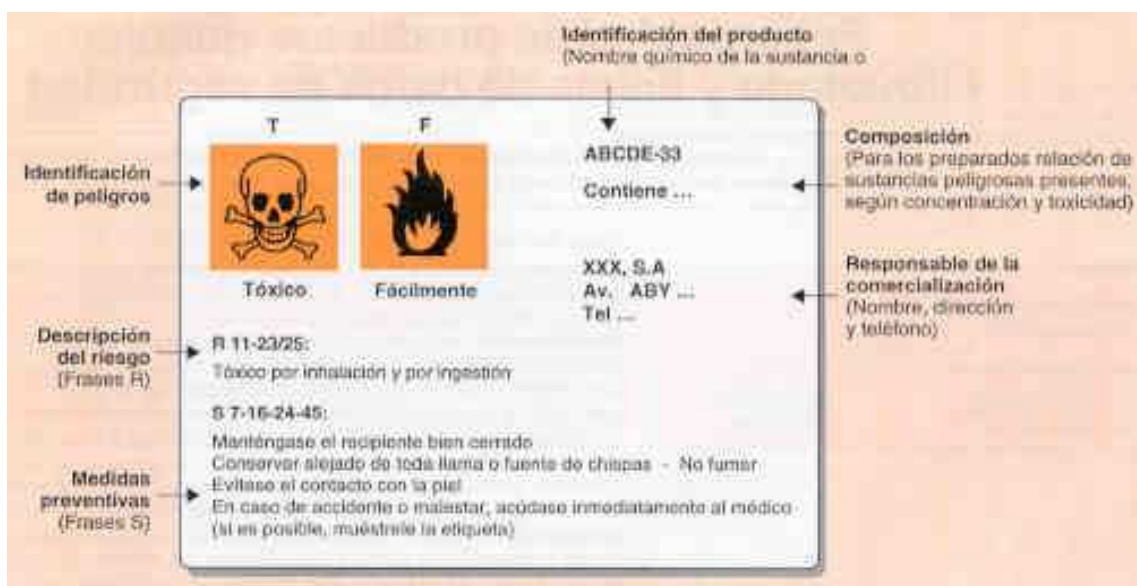 Identificación del producto
(Nombre químico de la sustancia o
T
F
Identificación
de peligros
Tóxico
Fácilmente
ABCDE-33
Contiene ...
Composición
(Para los preparados relación de
sustancias peligrosas presentes,
según concentración y toxicidad)
XXX, S.A
Av. ABY ...
Tel ...
Responsable de la
comercialización
(Nombre, dirección
y teléfono)
Descripción
del riesgo
(Frases R)
R 11-23/25:
Tóxico por inhalación y por ingestión
S 7-16-24-45:
Manténgase el recipiente bien cerrado
Conservar alejado de toda llama o fuente de chispas - No fumar
Evítese el contacto con la piel
En caso de accidente o malestar, acúdase inmediatamente al médico
(si es posible, muéstrele la etiqueta)
Medidas
preventivas
(Frases S)